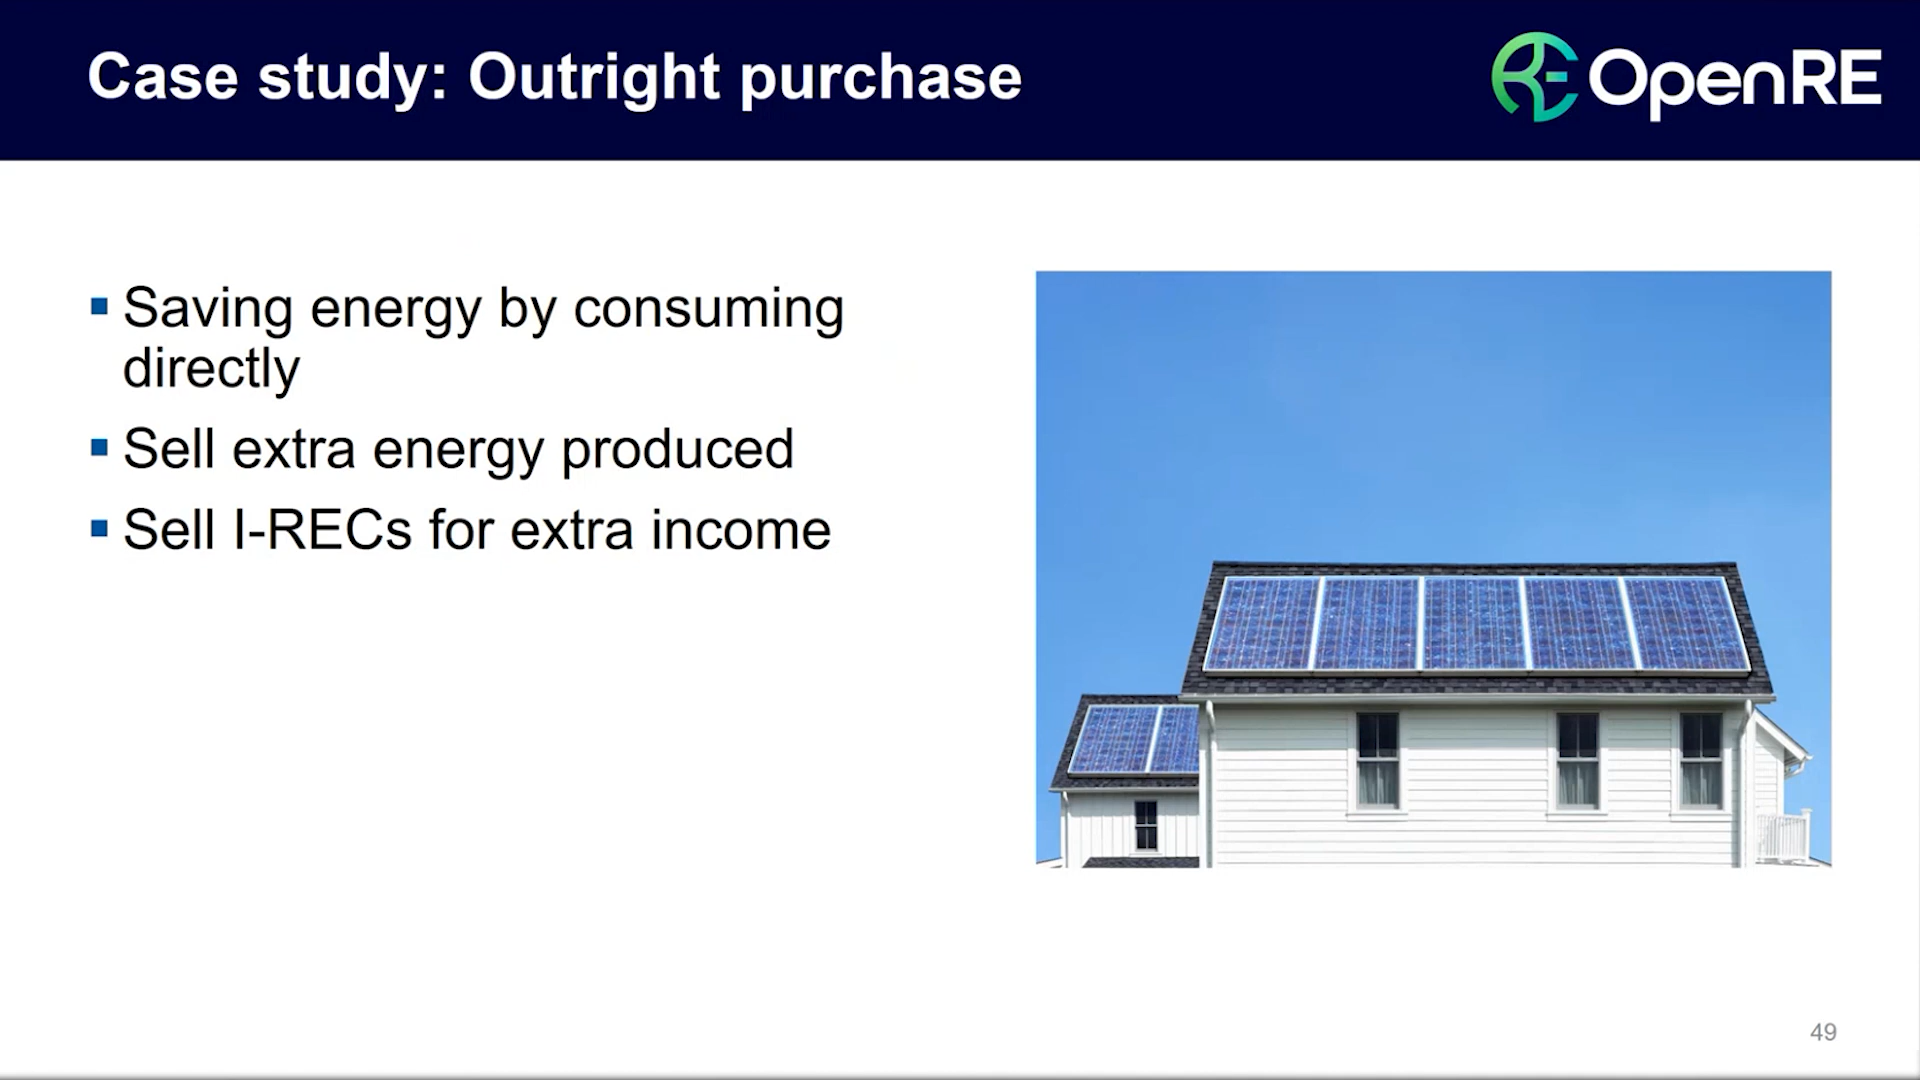 Case study: Outright purchase
OpenRE
Saving energy by consuming
directly
Sell extra energy produced
Sell I-RECs for extra income
49